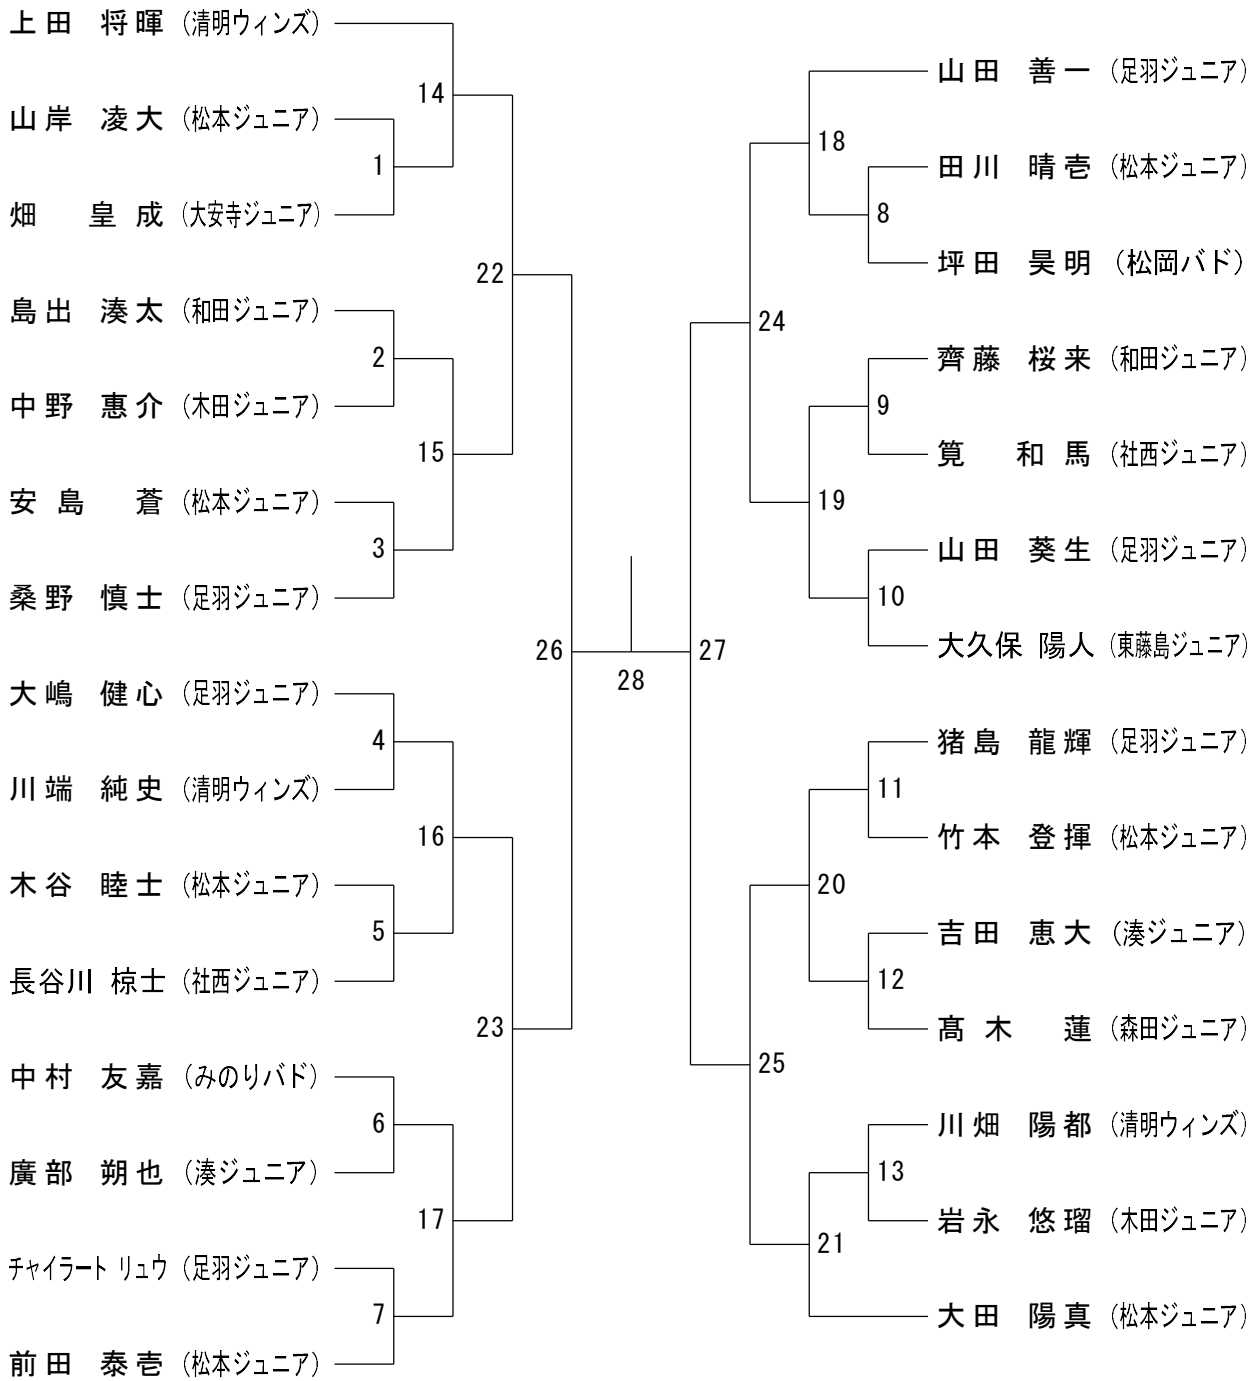 上田 将暉 (清明ウィンズ)
14
山岸 凌大 (松本ジュニア)
1
畑 皇成 (大安寺ジュニア)
22
島出 湊太 (和田ジュニア)
2
中野 惠介 (木田ジュニア)
15
安島 蒼 (松本ジュニア)
3
桑野 慎士 (足羽ジュニア)
26
大嶋 健心 (足羽ジュニア)
4
川端 純史 (清明ウィンズ)
16
木谷 睦士 (松本ジュニア)
5
長谷川 椋士 (社西ジュニア)
23
中村 友嘉 (みのりバド)
6
廣部 朔也 (湊ジュニア)
17
チャイラート リュウ (足羽ジュニア)
7
前田 泰壱 (松本ジュニア)
28
山田 善一 (足羽ジュニア)
18
田川 晴壱 (松本ジュニア)
8
坪田 昊明 (松岡バド)
24
齊藤 桜来 (和田ジュニア)
9
筧 和馬 (社西ジュニア)
19
山田 葵生 (足羽ジュニア)
10
大久保 陽人 (東藤島ジュニア)
27
猪島 龍輝 (足羽ジュニア)
11
竹本 登揮 (松本ジュニア)
20
吉田 恵大 (湊ジュニア)
12
髙木 蓮 (森田ジュニア)
25
川畑 陽都 (清明ウィンズ)
13
岩永 悠瑠 (木田ジュニア)
21
大田 陽真 (松本ジュニア)